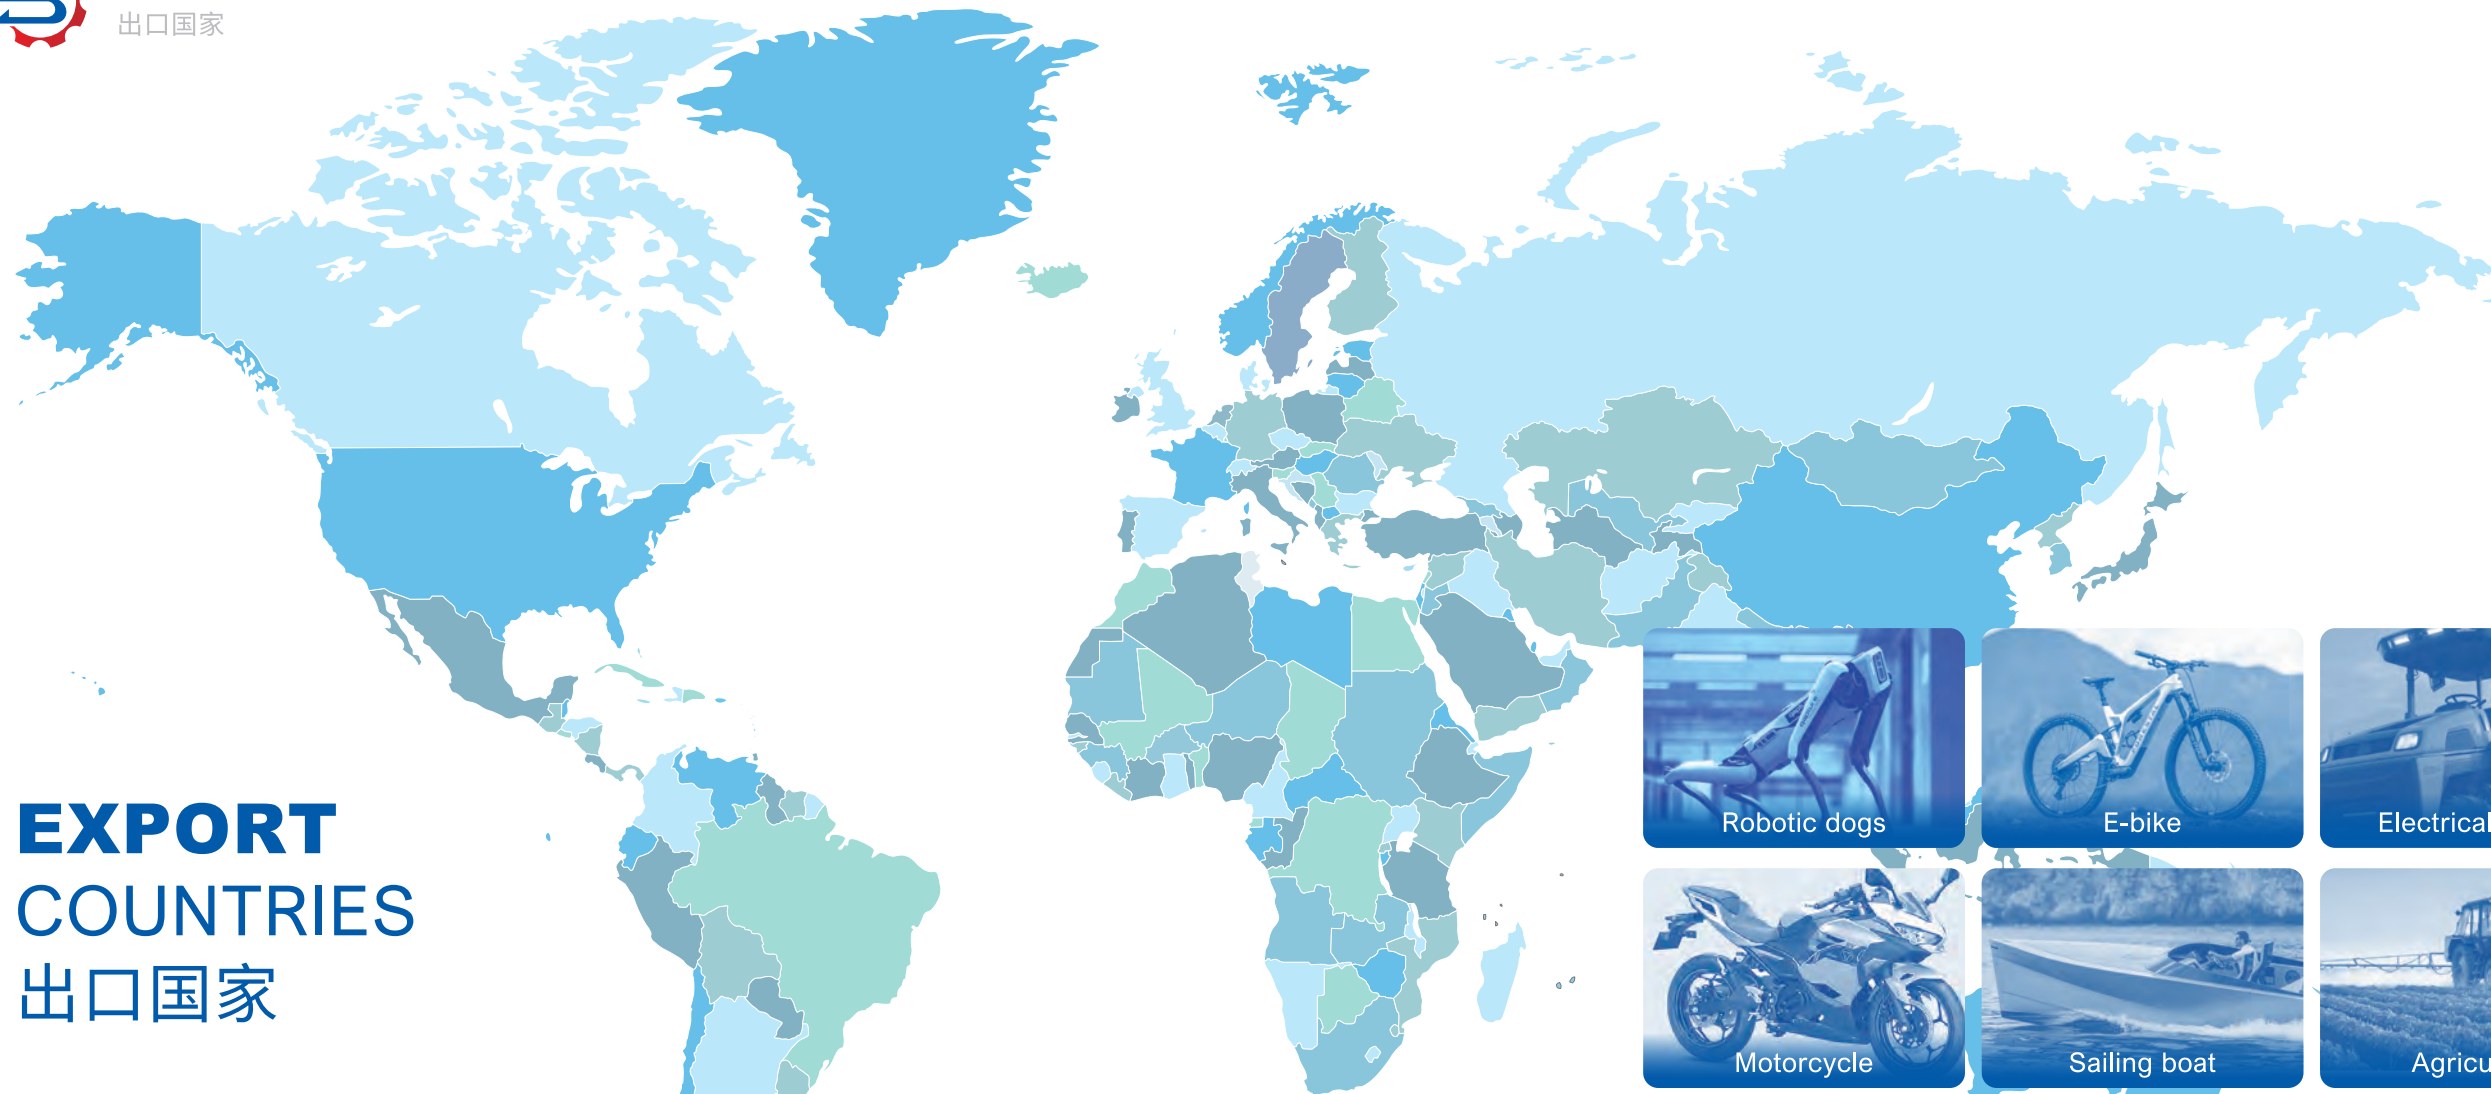 出口国家
EXPORT
COUNTRIES
出口国家
Robotic dogs
E-bike
Electrical
Motorcycle
Sailing boat
Agricu